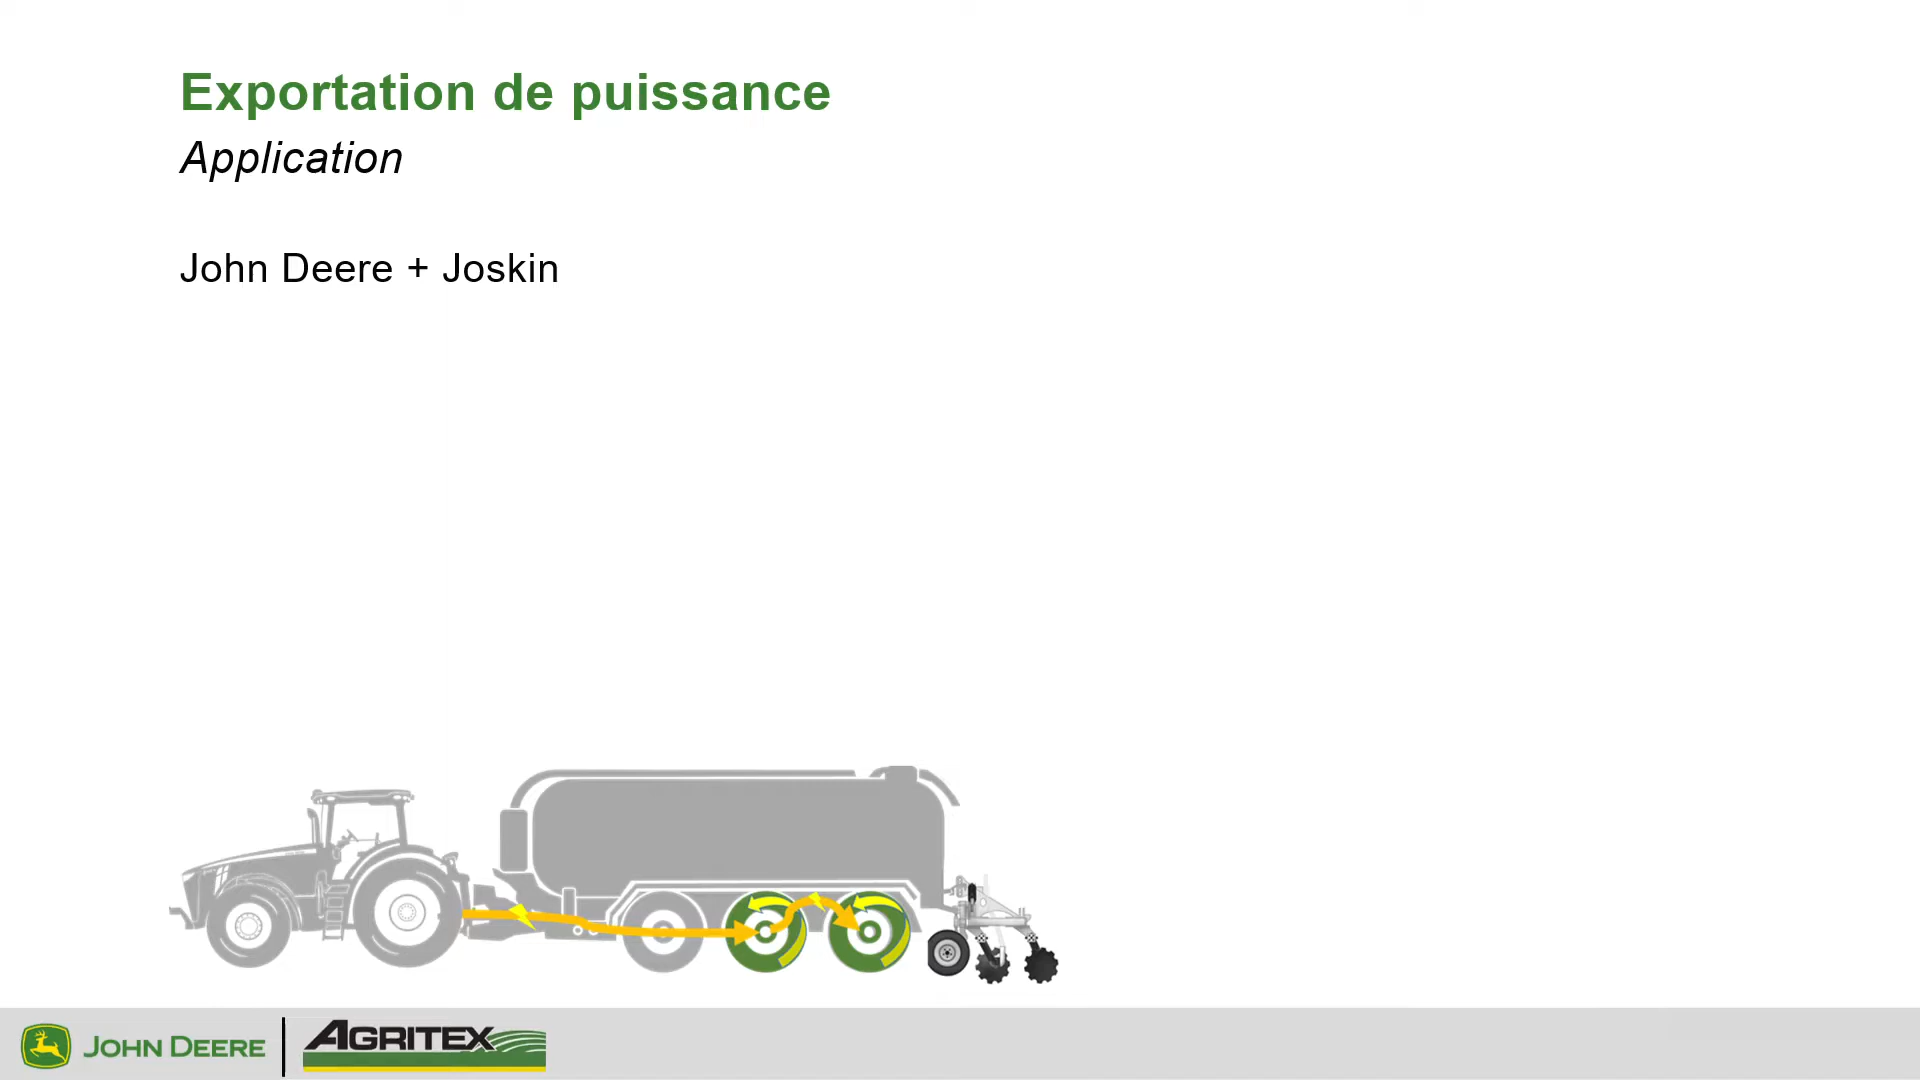 Exportation de puissance
Application
John Deere + Joskin
JOHN DEERE
AGRITEX